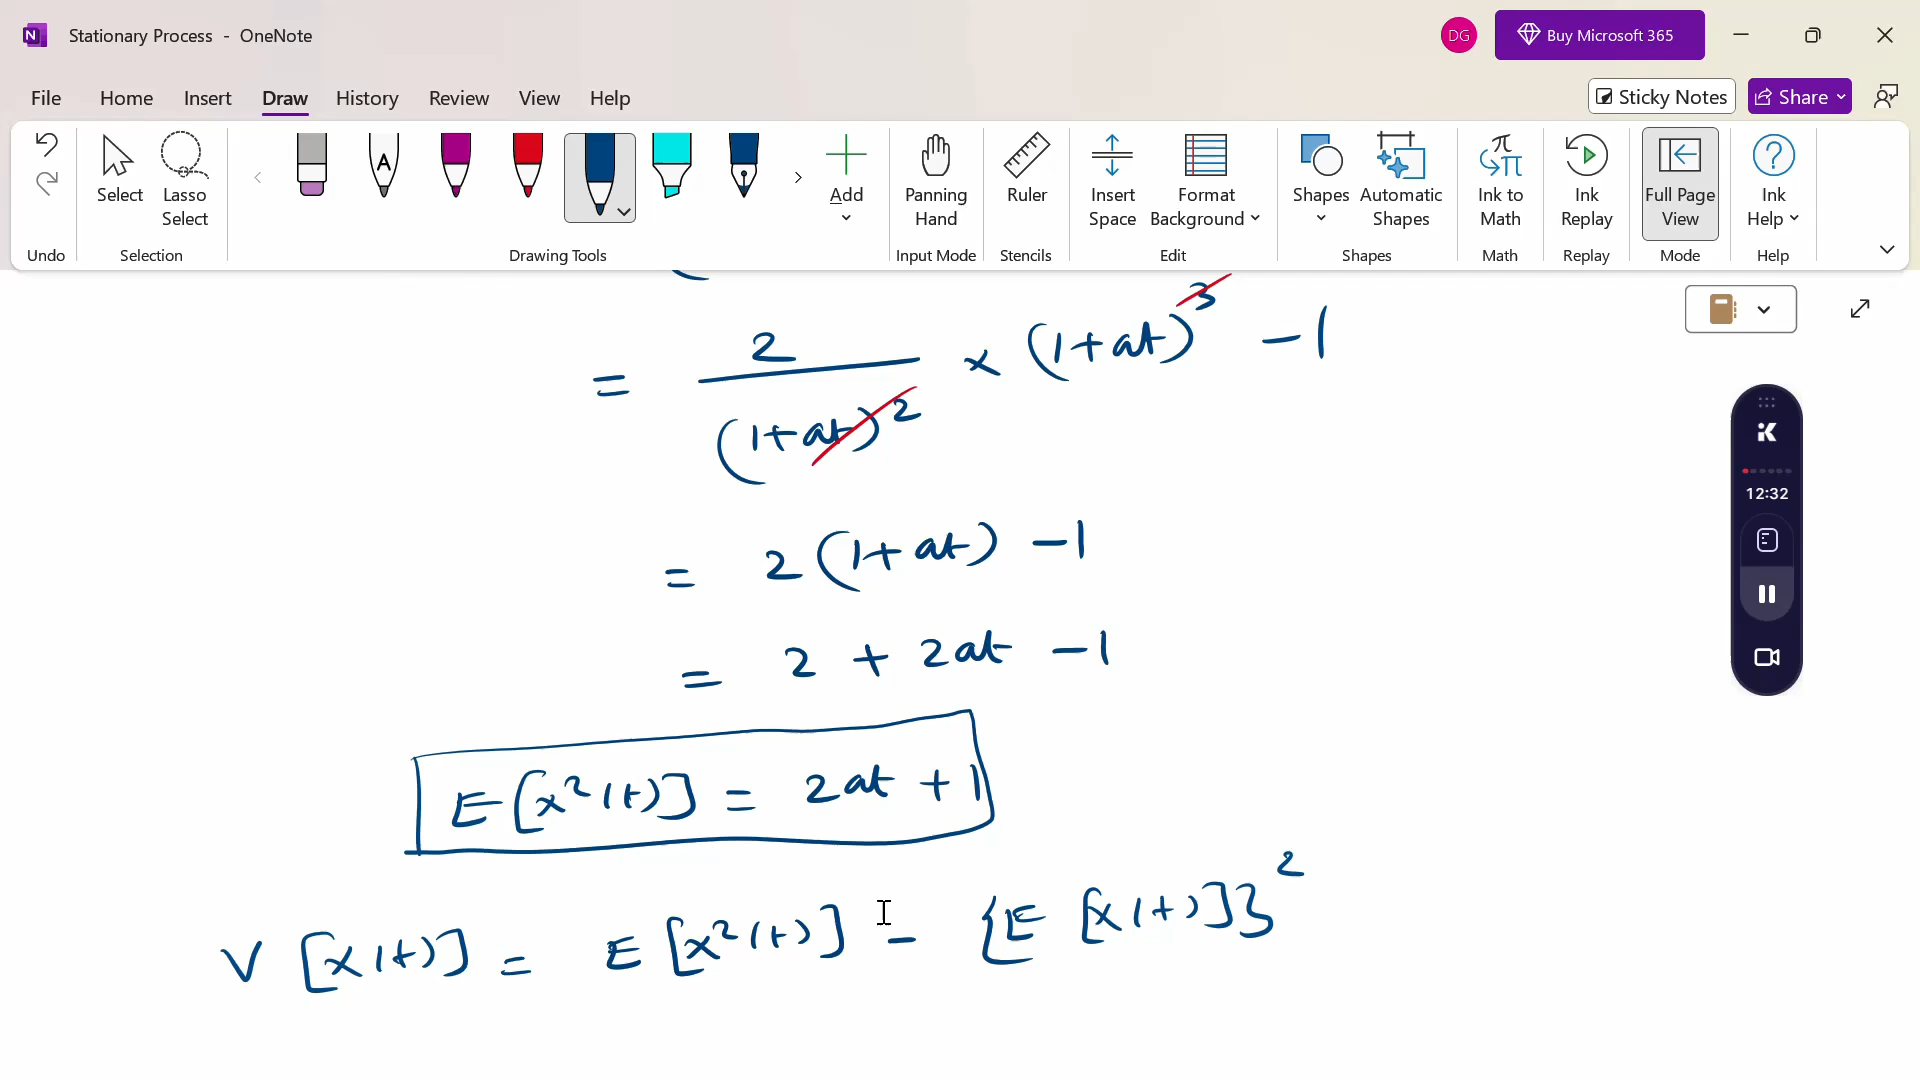 Stationary Process - OneNote
DG
Buy Microsoft 365
File Home Insert Draw History Review View Help
Sticky Notes
Share
Select
Lasso Select
A
Add
Panning Hand
Ruler
Insert Space
Format Background
Shapes
Automatic Shapes
Ink to Math
Ink Replay
Full Page View
Ink Help
Undo Selection Drawing Tools Input Mode Stencils Edit Shapes Math Replay Mode Help
= 2 / (1+at)² × (1+at)³ - 1
= 2(1+at) - 1
= 2 + 2at - 1
E[x²(t)] = 2at + 1
V[x(t)] = E[x²(t)] - {E[x(t)]}²
12:32